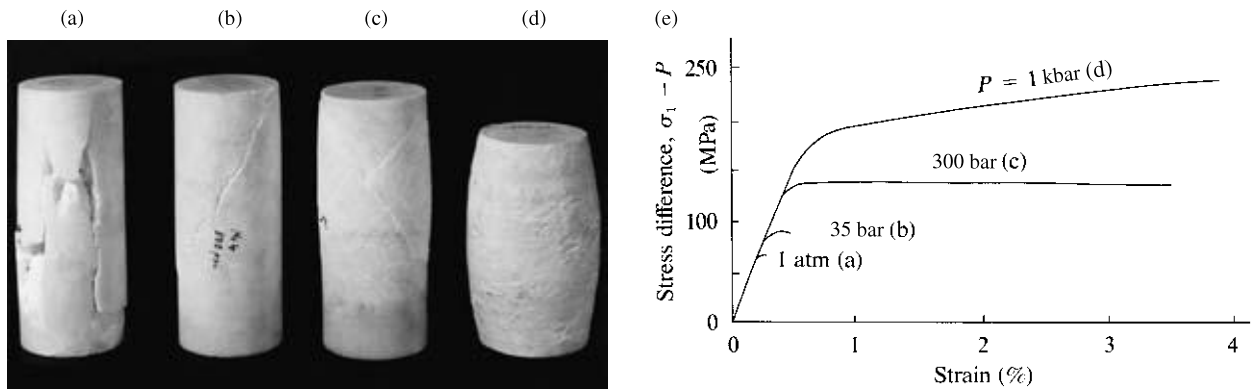 (a)
(b)
(c)
(d)
(e)
Stress difference, σ₁ − P
(MPa)
250
100
0
P = 1 kbar (d)
300 bar (c)
35 bar (b)
1 atm (a)
0
1
2
3
4
Strain (%)